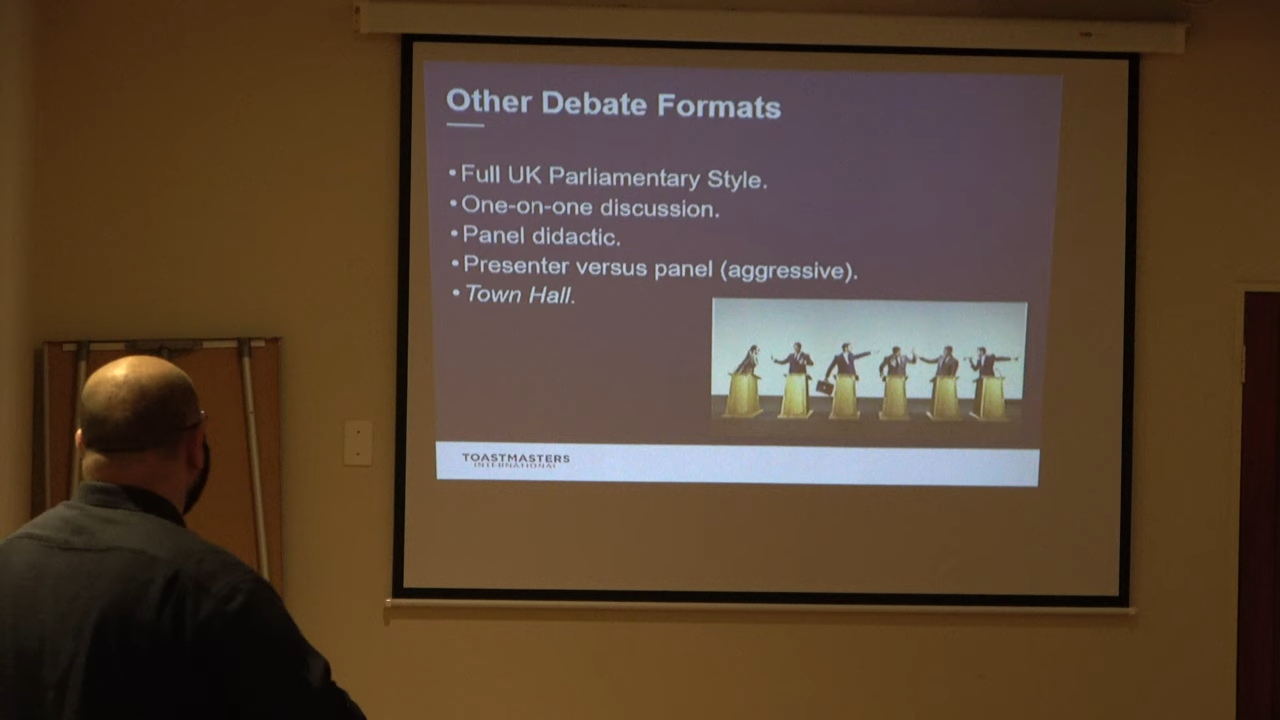 Other Debate Formats
•Full UK Parliamentary Style.
•One-on-one discussion.
•Panel didactic.
•Presenter versus panel (aggressive).
•Town Hall.
TOASTMASTERS
INTERNATIONAL